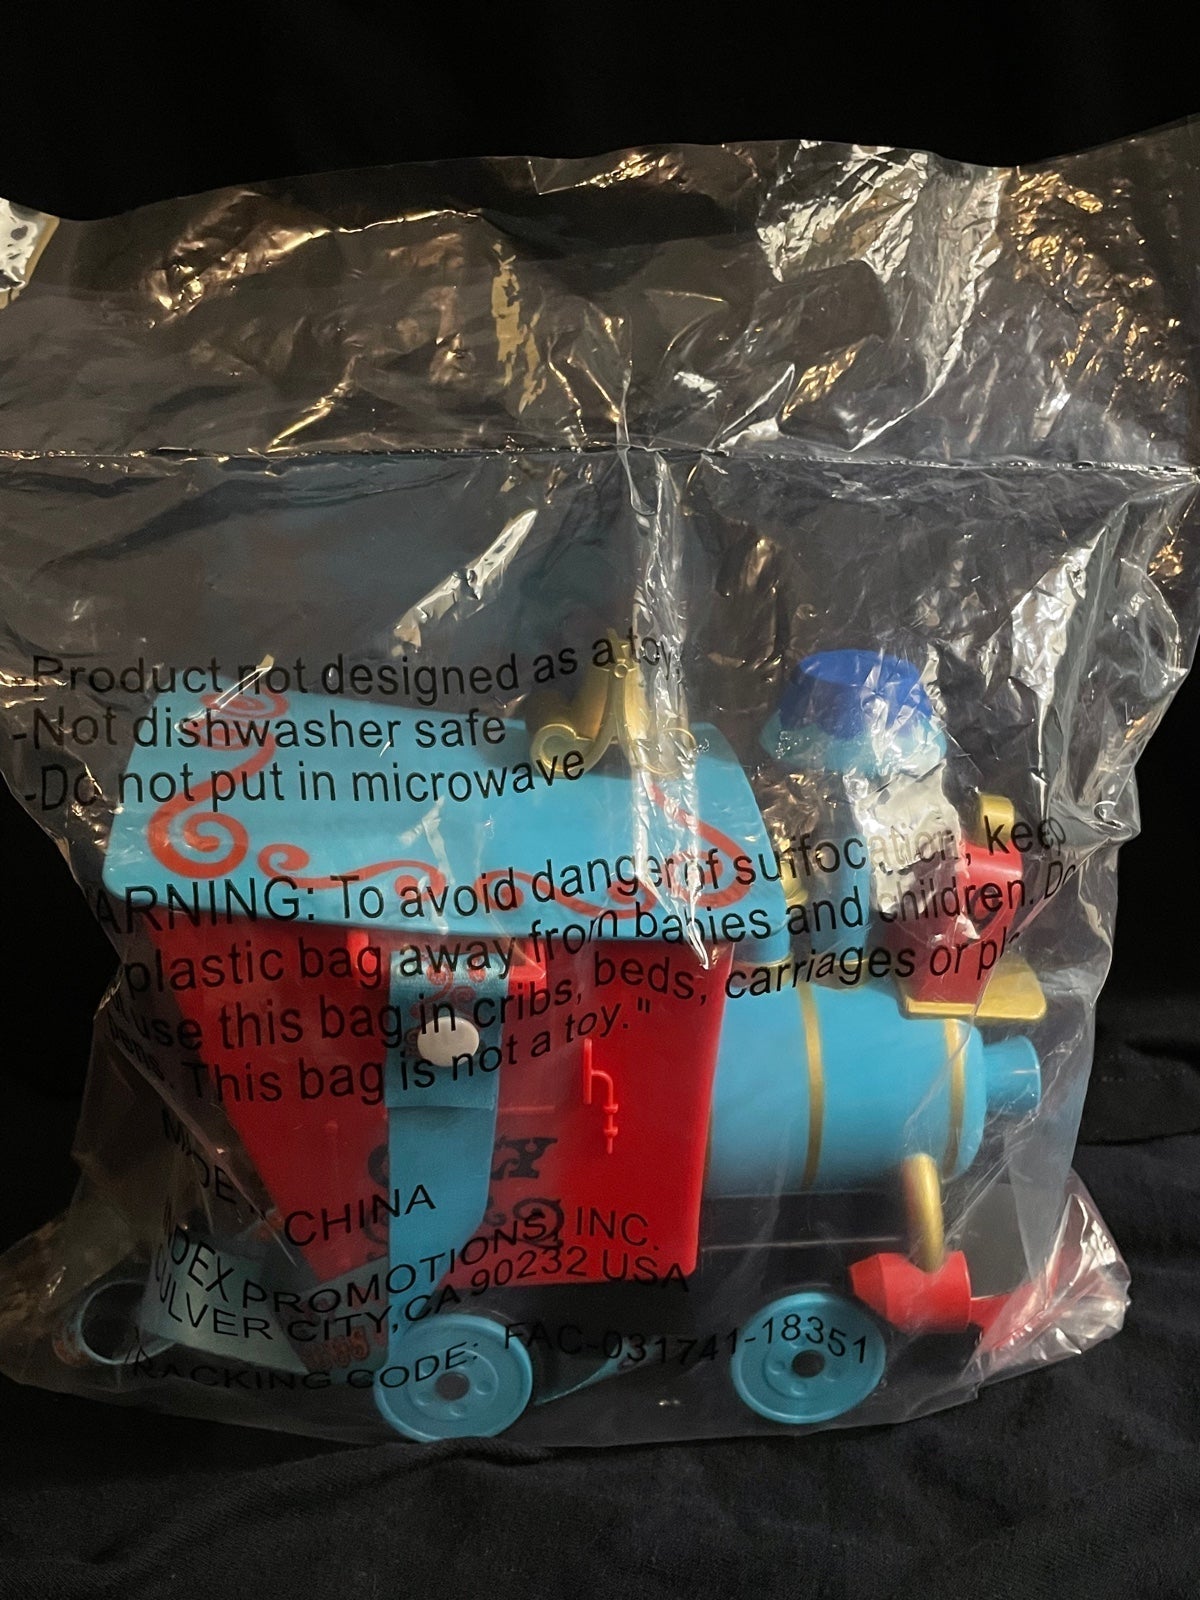 -Product not designed as a toy.
-Not dishwasher safe
-Do not put in microwave
WARNING: To avoid danger of suffocation, keep
plastic bag away from babies and children. Do
use this bag in cribs, beds, carriages or
This bag is not a toy."
MADE CHINA
PROMOTIONS, INC.
CULVER CITY, CA 90232 USA
TRACKING CODE: FAC-031741-18351